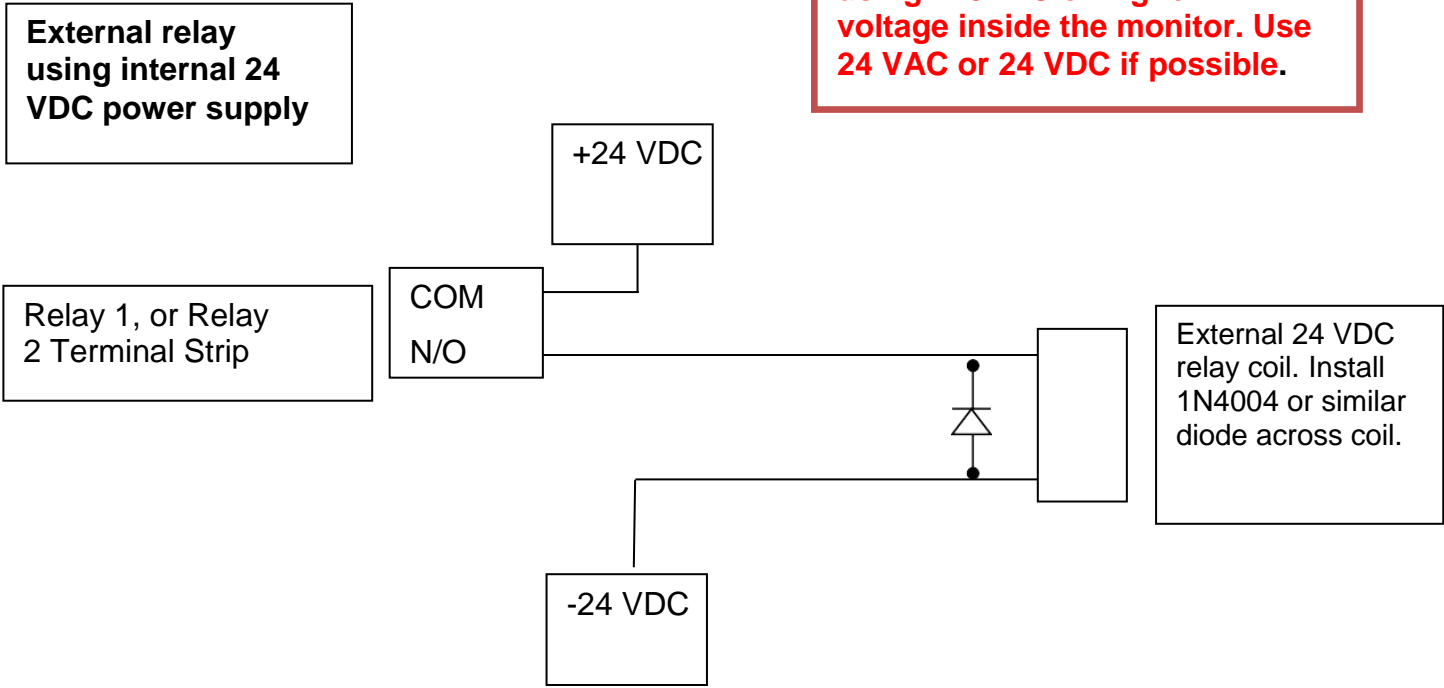 External relay
using internal 24
VDC power supply
voltage inside the monitor. Use
24 VAC or 24 VDC if possible.
+24 VDC
Relay 1, or Relay
2 Terminal Strip
COM
N/O
External 24 VDC
relay coil. Install
1N4004 or similar
diode across coil.
-24 VDC